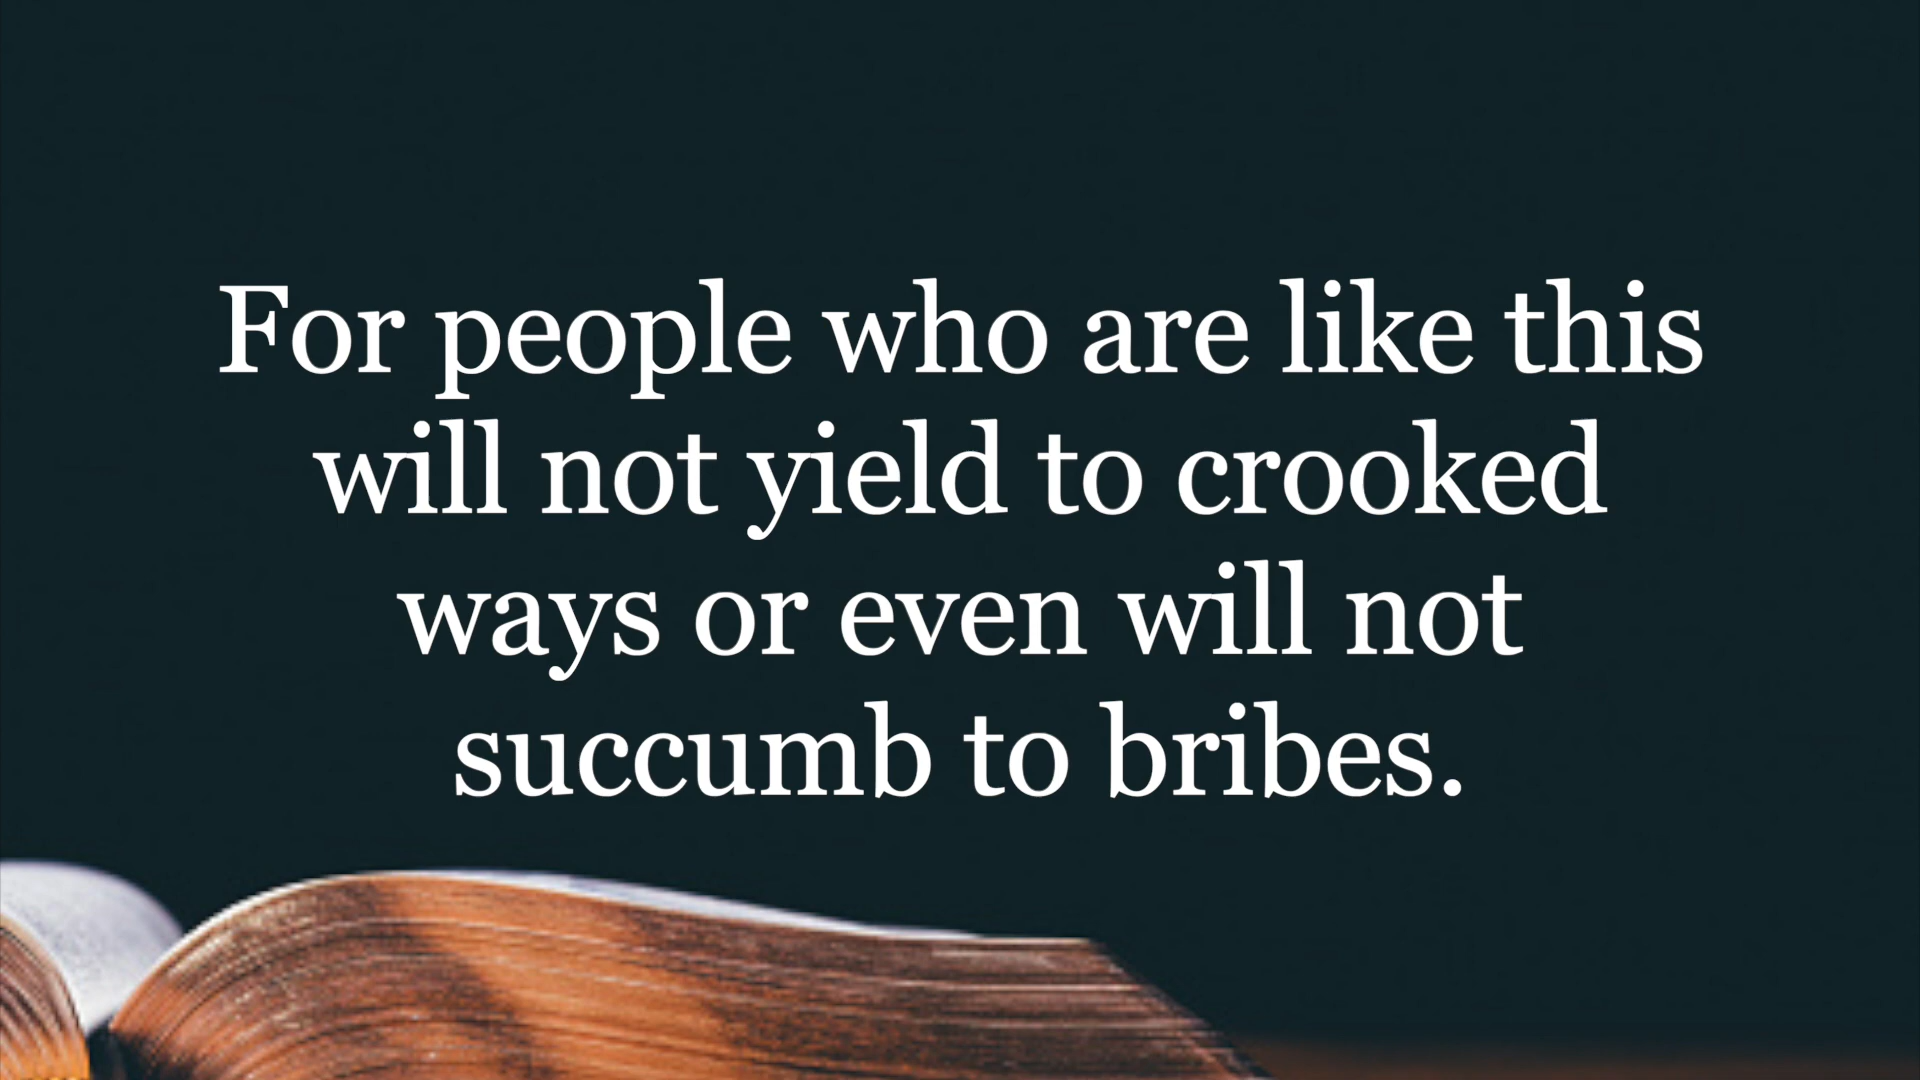 For people who are like this
will not yield to crooked
ways or even will not
succumb to bribes.